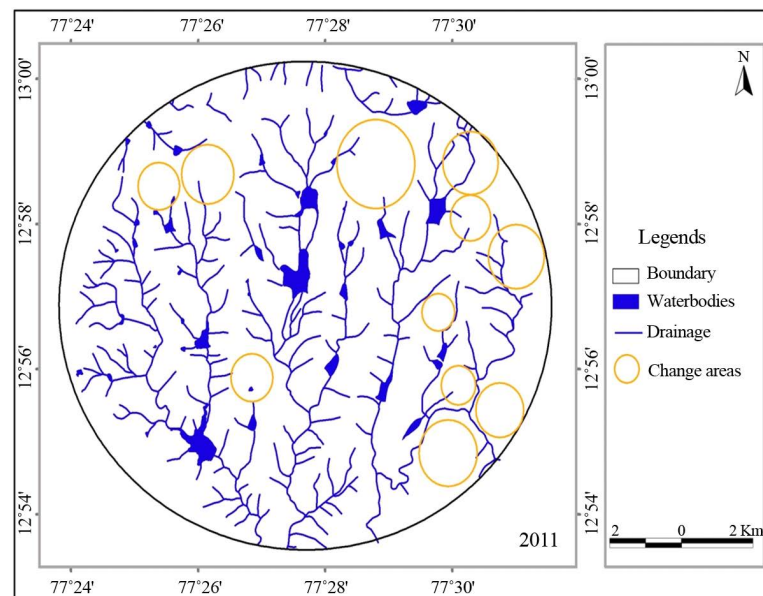 77°24' 77°26' 77°28' 77°30'
13°00'
12°58'
12°56'
12°54'
13°00'
12°58'
12°56'
12°54'
N
Legends
Boundary
Waterbodies
Drainage
Change areas
2 0 2 Km
2011
77°24' 77°26' 77°28' 77°30'